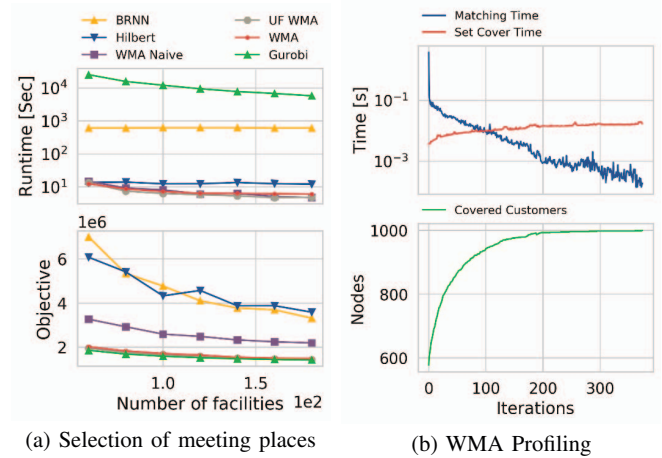 BRNN
Hilbert
WMA Naive
UF WMA
WMA
Gurobi
Runtime [Sec]
10^4
10^3
10^2
10^1
1e6
Objective
6
4
2
1.0
1.5
Number of facilities
1e2
(a) Selection of meeting places
Matching Time
Set Cover Time
Time [s]
10^-1
10^-3
Covered Customers
Nodes
1000
800
600
0
100
200
300
Iterations
(b) WMA Profiling